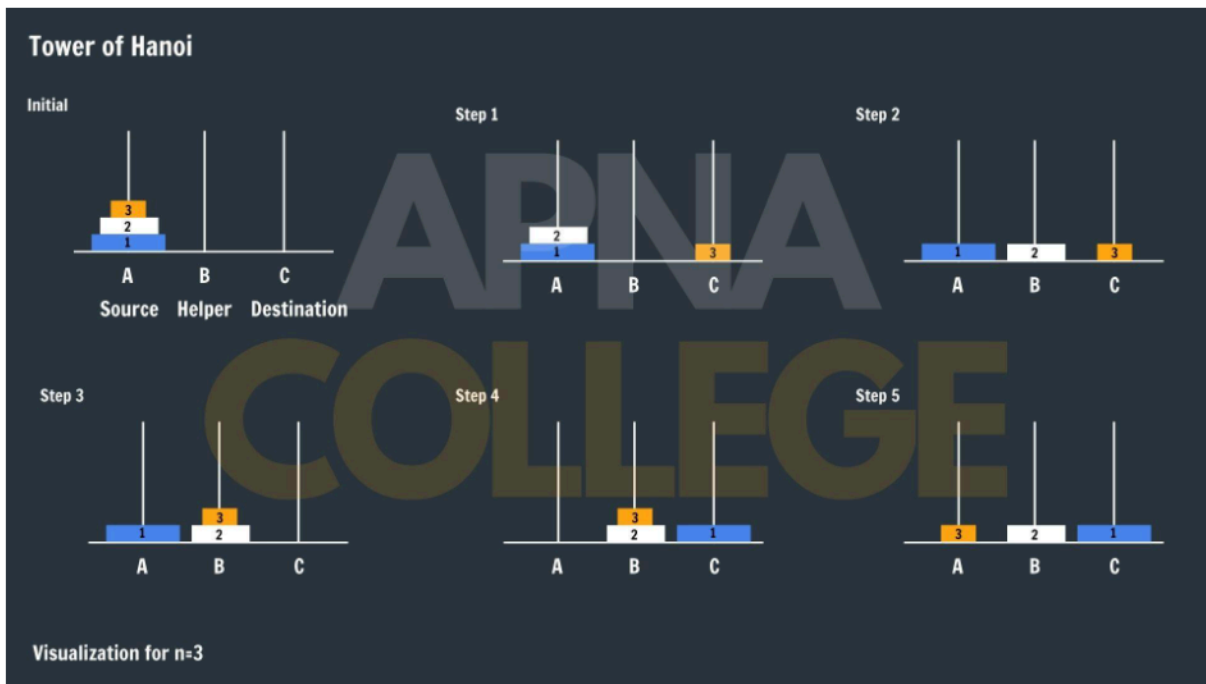 Tower of Hanoi
Initial
3
2
1
A B C
Source Helper Destination
Step 1
2
1 3
A B C
Step 2
1 2 3
A B C
Step 3
3
1 2
A B C
Step 4
3
2 1
A B C
Step 5
3 2 1
A B C
Visualization for n=3
APNA
COLLEGE